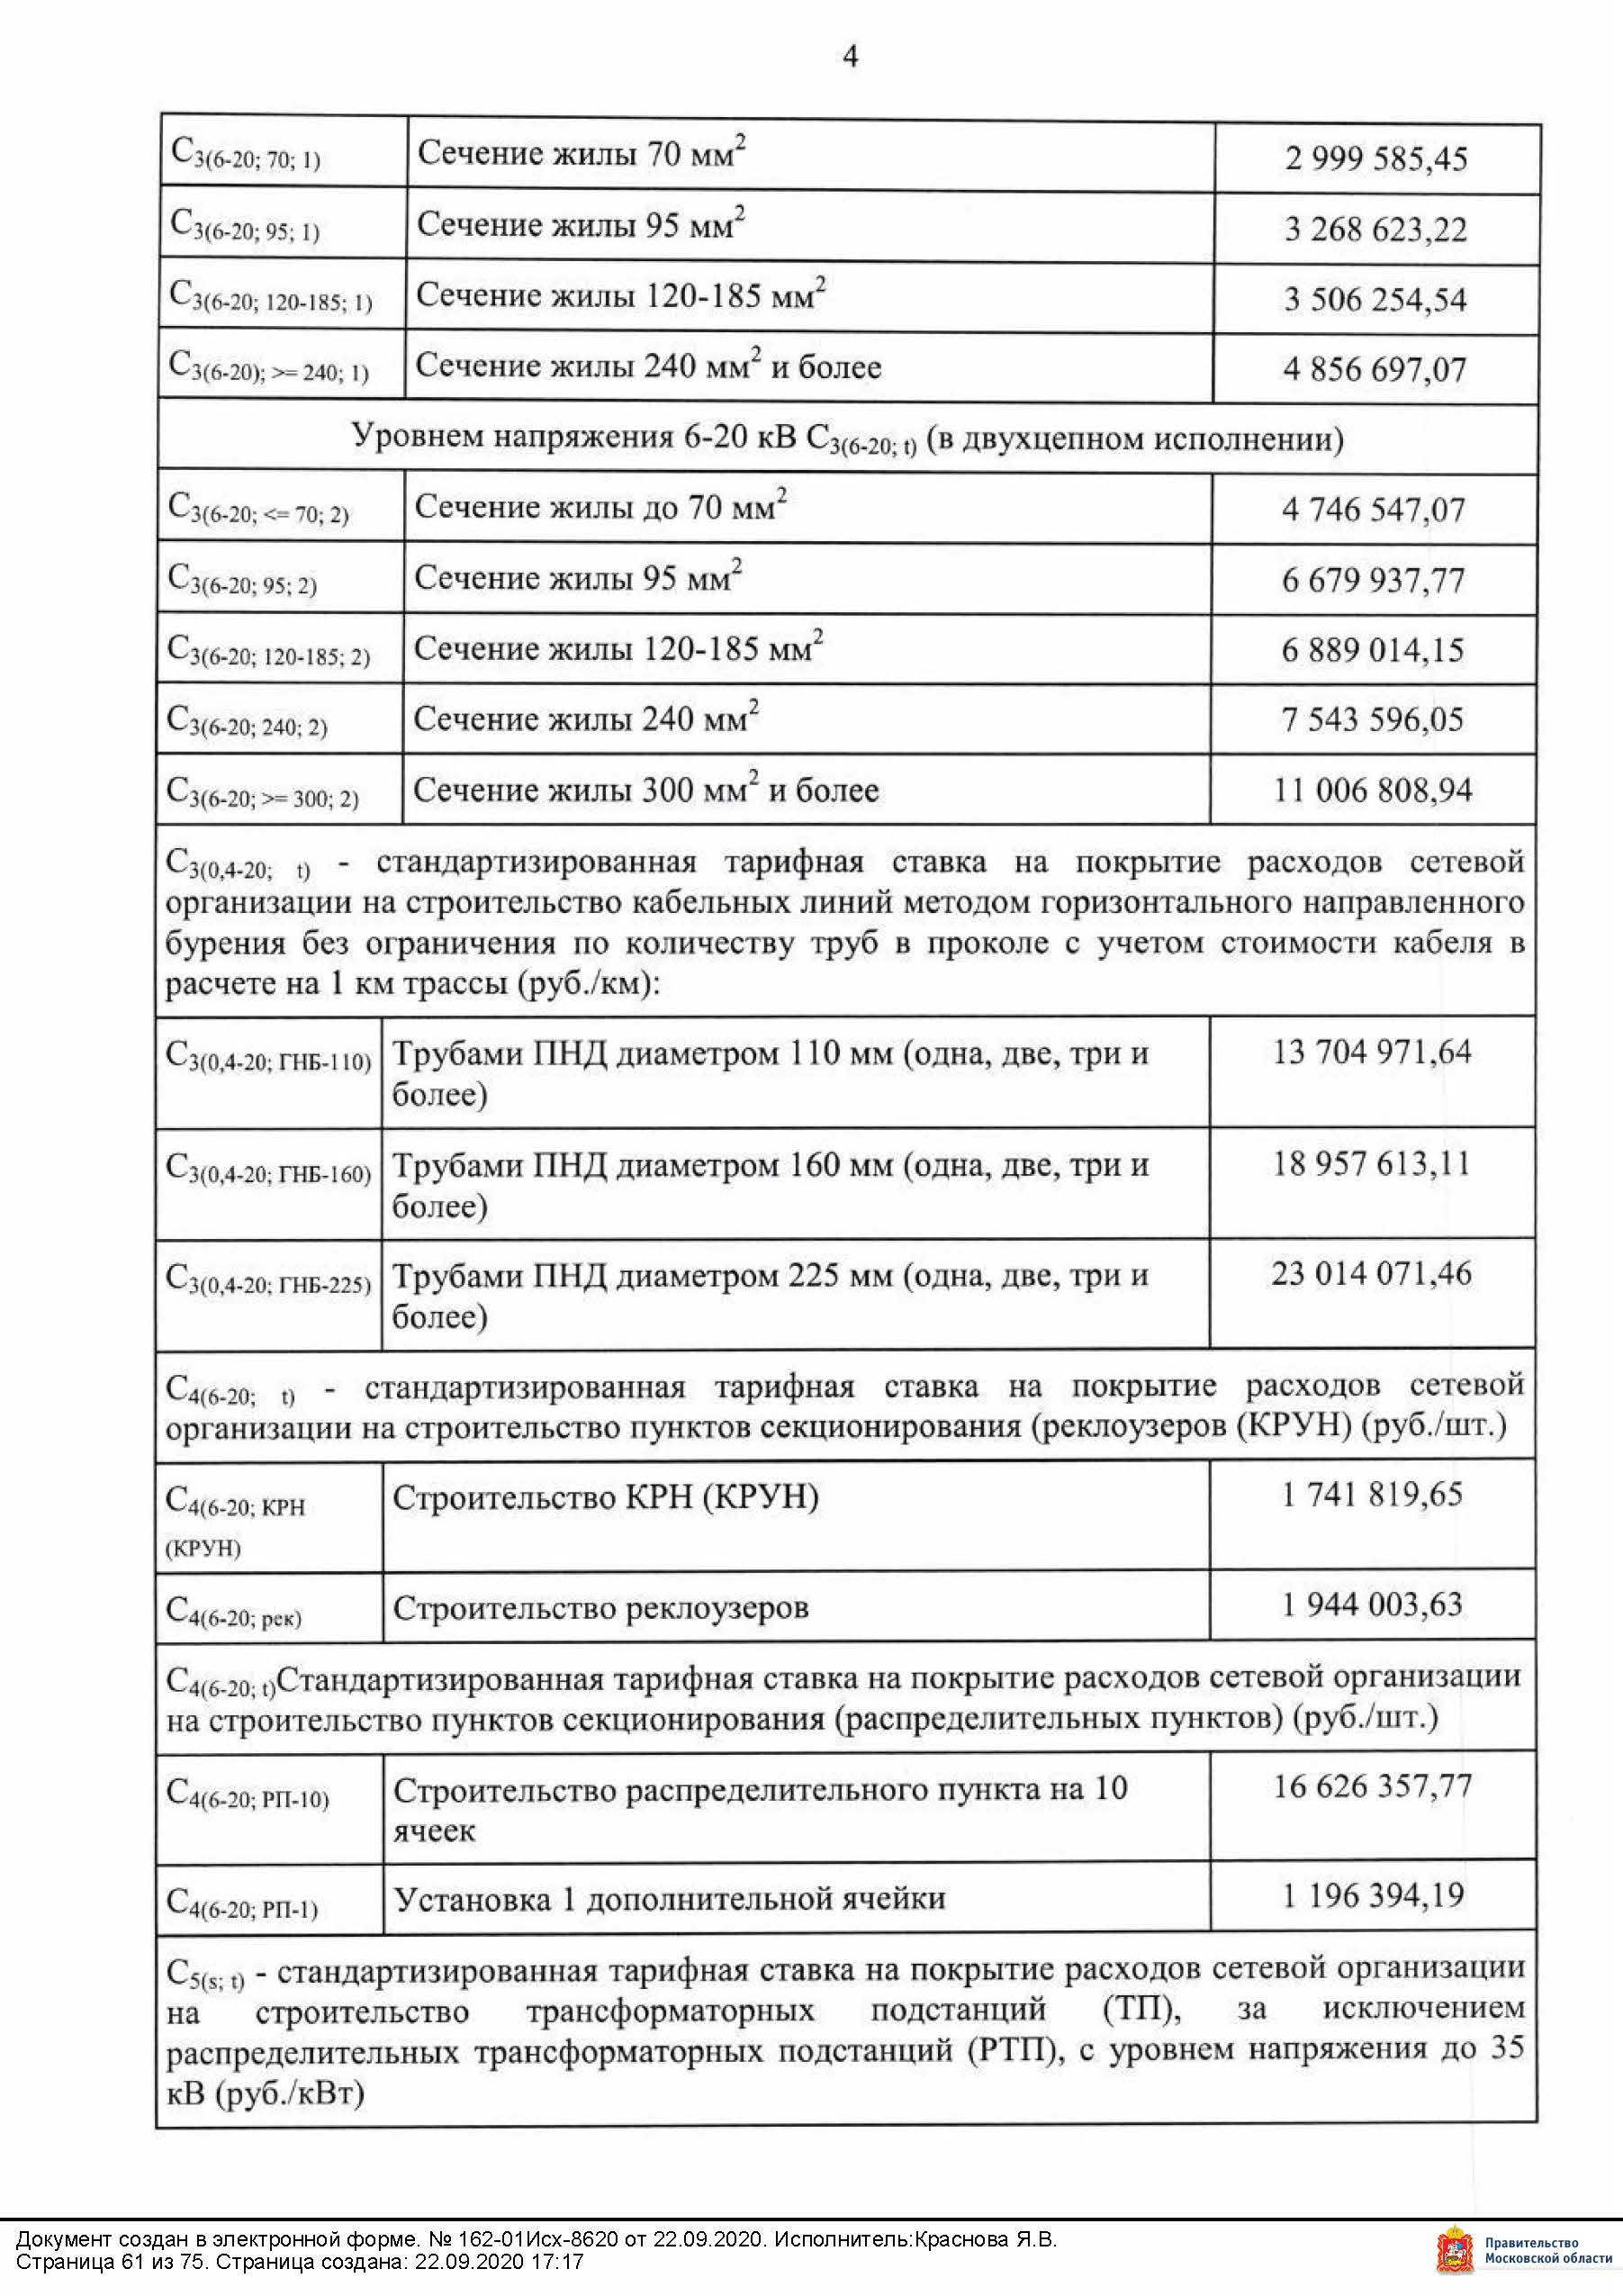 4
С3(6-20; 70; 1) Сечение жилы 70 мм2 2 999 585,45
С3(6-20; 95; 1) Сечение жилы 95 мм2 3 268 623,22
С3(6-20; 120-185; 1) Сечение жилы 120-185 мм2 3 506 254,54
С3(6-20); >= 240; 1) Сечение жилы 240 мм2 и более 4 856 697,07
Уровнем напряжения 6-20 кВ С3(6-20; t) (в двухцепном исполнении)
С3(6-20; <= 70; 2) Сечение жилы до 70 мм2 4 746 547,07
С3(6-20; 95; 2) Сечение жилы 95 мм2 6 679 937,77
С3(6-20; 120-185; 2) Сечение жилы 120-185 мм2 6 889 014,15
С3(6-20; 240; 2) Сечение жилы 240 мм2 7 543 596,05
С3(6-20; >= 300; 2) Сечение жилы 300 мм2 и более 11 006 808,94
С3(0,4-20; t) - стандартизированная тарифная ставка на покрытие расходов сетевой
организации на строительство кабельных линий методом горизонтального направленного
бурения без ограничения по количеству труб в проколе с учетом стоимости кабеля в
расчете на 1 км трассы (руб./км):
С3(0,4-20; ГНБ-110) Трубами ПНД диаметром 110 мм (одна, две, три и 13 704 971,64
более)
С3(0,4-20; ГНБ-160) Трубами ПНД диаметром 160 мм (одна, две, три и 18 957 613,11
более)
С3(0,4-20; ГНБ-225) Трубами ПНД диаметром 225 мм (одна, две, три и 23 014 071,46
более)
С4(6-20; t) - стандартизированная тарифная ставка на покрытие расходов сетевой
организации на строительство пунктов секционирования (реклоузеров (КРУН) (руб./шт.)
С4(6-20; КРН Строительство КРН (КРУН) 1 741 819,65
(КРУН)
С4(6-20; рек) Строительство реклоузеров 1 944 003,63
С4(6-20; t)Стандартизированная тарифная ставка на покрытие расходов сетевой организации
на строительство пунктов секционирования (распределительных пунктов) (руб./шт.)
С4(6-20; РП-10) Строительство распределительного пункта на 10 16 626 357,77
ячеек
С4(6-20; РП-1) Установка 1 дополнительной ячейки 1 196 394,19
С5(s; t) - стандартизированная тарифная ставка на покрытие расходов сетевой организации
на строительство трансформаторных подстанций (ТП), за исключением
распределительных трансформаторных подстанций (РТП), с уровнем напряжения до 35
кВ (руб./кВт)
Документ создан в электронной форме. № 162-01Исх-8620 от 22.09.2020. Исполнитель:Краснова Я.В.
Страница 61 из 75. Страница создана: 22.09.2020 17:17
Правительство
Московской области